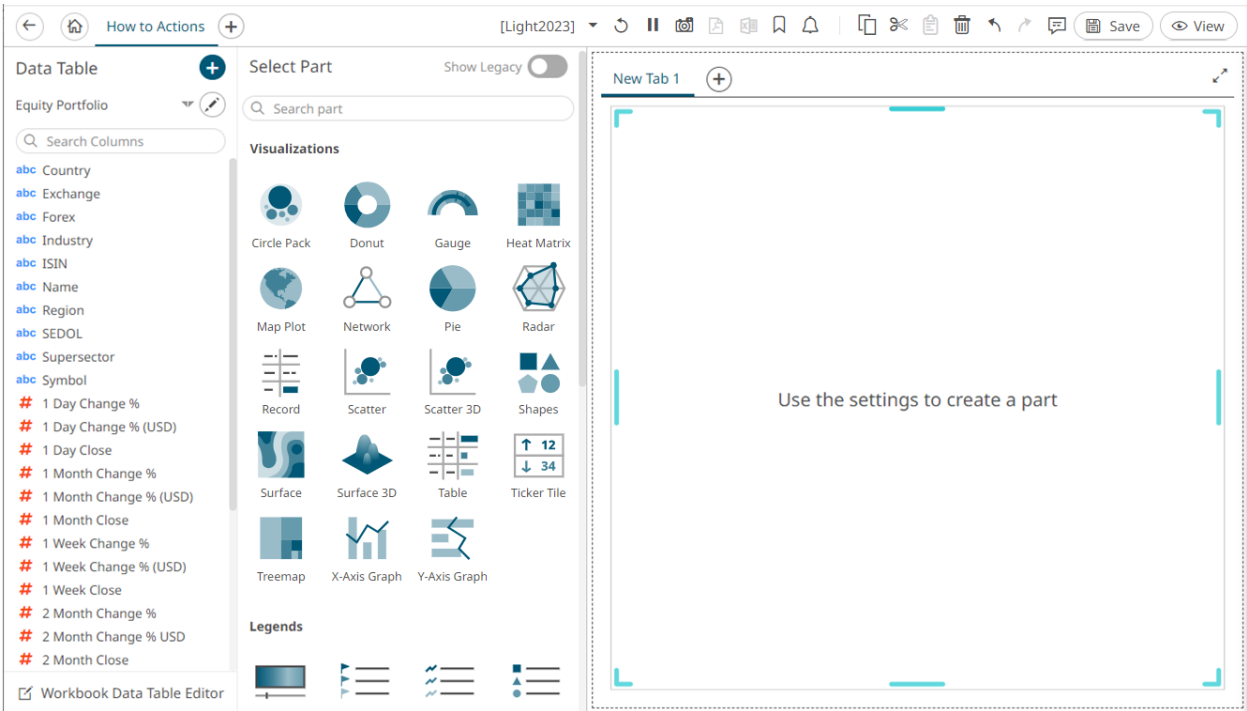 How to Actions
[Light2023]
Save
View
Data Table
Equity Portfolio
Search Columns
abc Country
abc Exchange
abc Forex
abc Industry
abc ISIN
abc Name
abc Region
abc SEDOL
abc Supersector
abc Symbol
# 1 Day Change %
# 1 Day Change % (USD)
# 1 Day Close
# 1 Month Change %
# 1 Month Change % (USD)
# 1 Month Close
# 1 Week Change %
# 1 Week Change % (USD)
# 1 Week Close
# 2 Month Change %
# 2 Month Change % USD
# 2 Month Close
Workbook Data Table Editor
Select Part
Show Legacy
Search part
Visualizations
Circle Pack
Donut
Gauge
Heat Matrix
Map Plot
Network
Pie
Radar
Record
Scatter
Scatter 3D
Shapes
12
34
Surface
Surface 3D
Table
Ticker Tile
Treemap
X-Axis Graph
Y-Axis Graph
Legends
New Tab 1
Use the settings to create a part